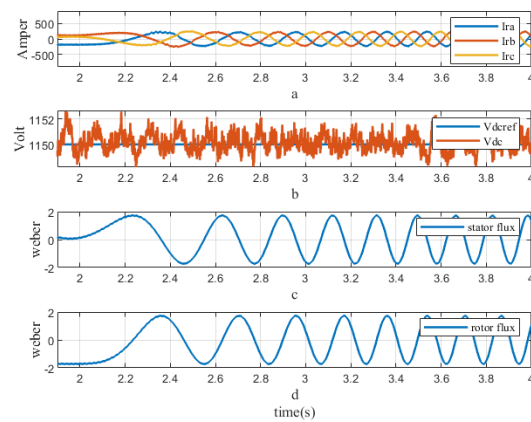 Amper
500
0
-500
Ira
Irb
Irc
2 2.2 2.4 2.6 2.8 3 3.2 3.4 3.6 3.8 4
a
Volt
1152
1150
Vdcref
Vdc
2 2.2 2.4 2.6 2.8 3 3.2 3.4 3.6 3.8 4
b
weber
2
0
-2
stator flux
2 2.2 2.4 2.6 2.8 3 3.2 3.4 3.6 3.8 4
c
weber
2
0
-2
rotor flux
2 2.2 2.4 2.6 2.8 3 3.2 3.4 3.6 3.8 4
d
time(s)